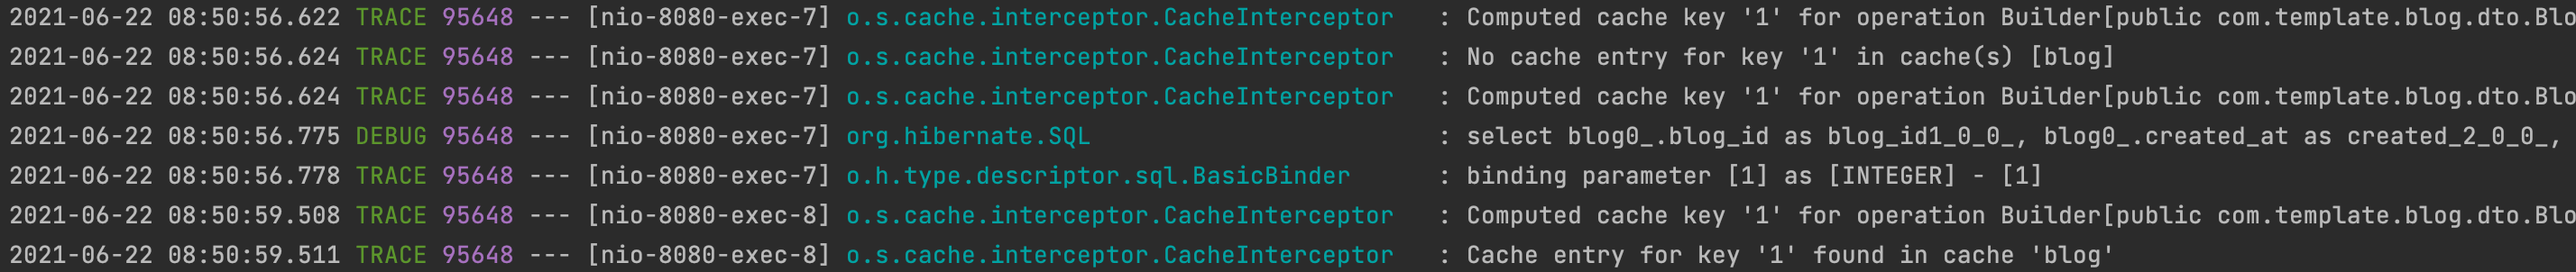 2021-06-22 08:50:56.622 TRACE 95648 --- [nio-8080-exec-7] o.s.cache.interceptor.CacheInterceptor : Computed cache key '1' for operation Builder[public com.template.blog.dto.Blo
2021-06-22 08:50:56.624 TRACE 95648 --- [nio-8080-exec-7] o.s.cache.interceptor.CacheInterceptor : No cache entry for key '1' in cache(s) [blog]
2021-06-22 08:50:56.624 TRACE 95648 --- [nio-8080-exec-7] o.s.cache.interceptor.CacheInterceptor : Computed cache key '1' for operation Builder[public com.template.blog.dto.Blo
2021-06-22 08:50:56.775 DEBUG 95648 --- [nio-8080-exec-7] org.hibernate.SQL : select blog0_.blog_id as blog_id1_0_0_, blog0_.created_at as created_2_0_0_,
2021-06-22 08:50:56.778 TRACE 95648 --- [nio-8080-exec-7] o.h.type.descriptor.sql.BasicBinder : binding parameter [1] as [INTEGER] - [1]
2021-06-22 08:50:59.508 TRACE 95648 --- [nio-8080-exec-8] o.s.cache.interceptor.CacheInterceptor : Computed cache key '1' for operation Builder[public com.template.blog.dto.Blo
2021-06-22 08:50:59.511 TRACE 95648 --- [nio-8080-exec-8] o.s.cache.interceptor.CacheInterceptor : Cache entry for key '1' found in cache 'blog'